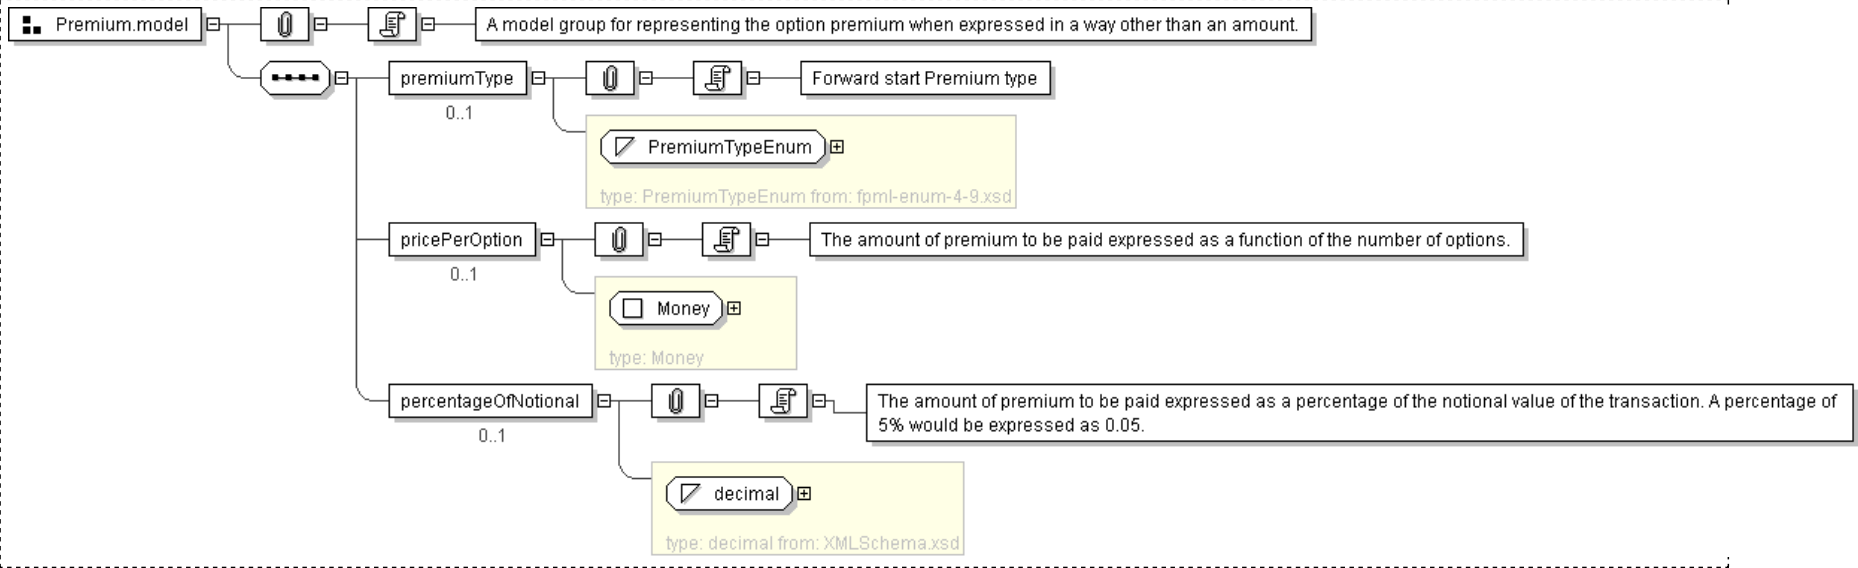 Premium.model
A model group for representing the option premium when expressed in a way other than an amount.
premiumType
Forward start Premium type
0..1
PremiumTypeEnum
type: PremiumTypeEnum from: fpml-enum-4-9.xsd
pricePerOption
The amount of premium to be paid expressed as a function of the number of options.
0..1
Money
type: Money
percentageOfNotional
The amount of premium to be paid expressed as a percentage of the notional value of the transaction. A percentage of
5% would be expressed as 0.05.
0..1
decimal
type: decimal from: XMLSchema.xsd